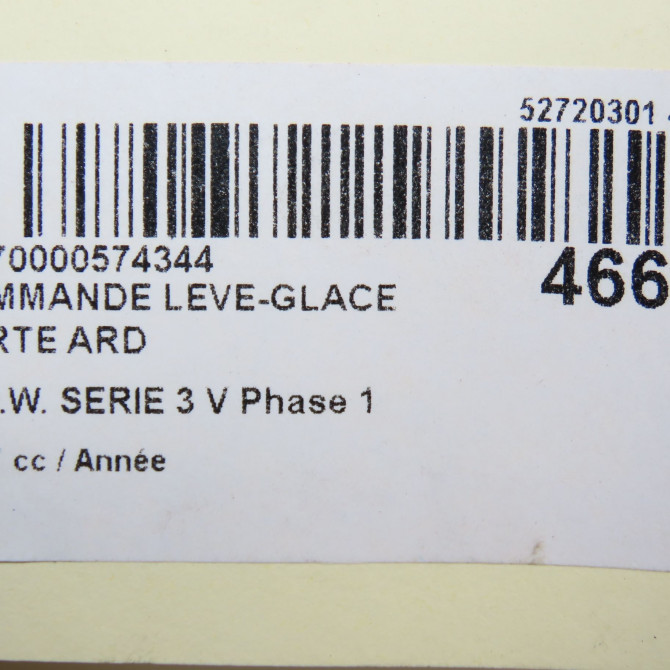 52720301
70000574344
466
MMANDE LEVE-GLACE
RTE ARD
.W. SERIE 3 V Phase 1
cc / Année